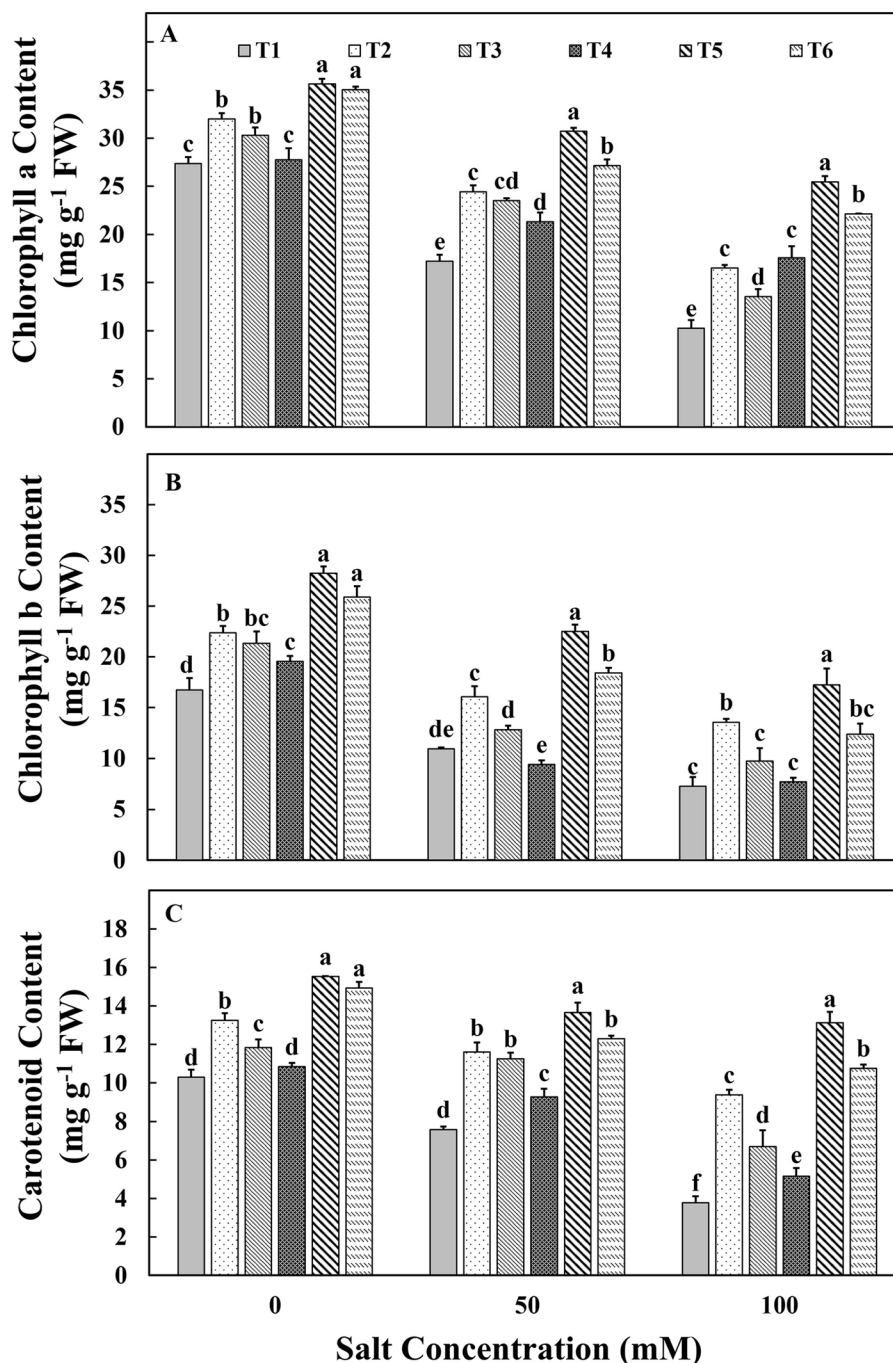 A
T1 T2 T3 T4 T5 T6
Chlorophyll a Content
(mg g⁻¹ FW)
35
30
25
20
15
10
5
0
c b b c a a
e c cd d a b
e c d c a b
B
Chlorophyll b Content
(mg g⁻¹ FW)
35
30
25
20
15
10
5
0
d b bc c a a
de c d e a b
c b c c a bc
C
Carotenoid Content
(mg g⁻¹ FW)
18
16
14
12
10
8
6
4
2
0
d b c d a a
d b b c a b
f c d e a b
0 50 100
Salt Concentration (mM)